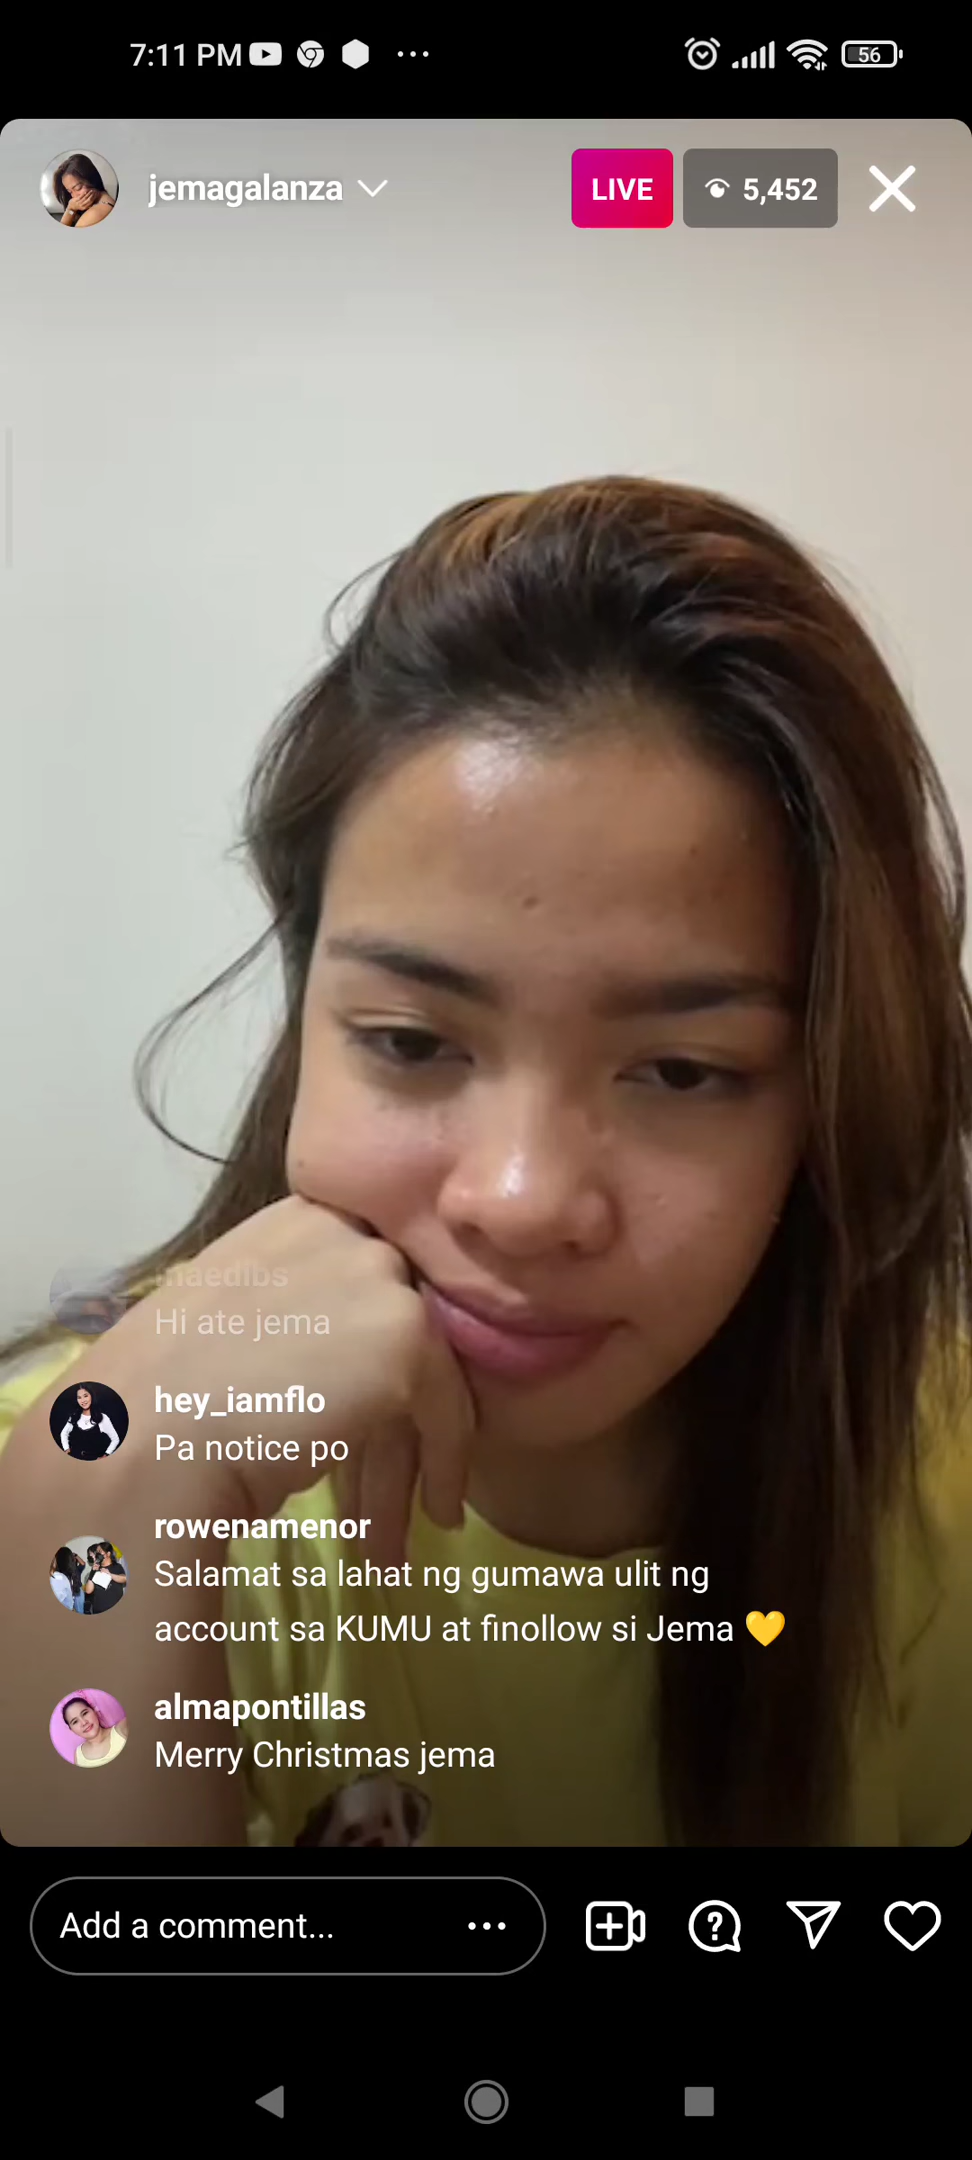 7:11 PM
56
jemagalanza
LIVE
5,452
maedibs
Hi ate jema
hey_iamflo
Pa notice po
rowenamenor
Salamat sa lahat ng gumawa ulit ng
account sa KUMU at finollow si Jema 💛
almapontillas
Merry Christmas jema
Add a comment...